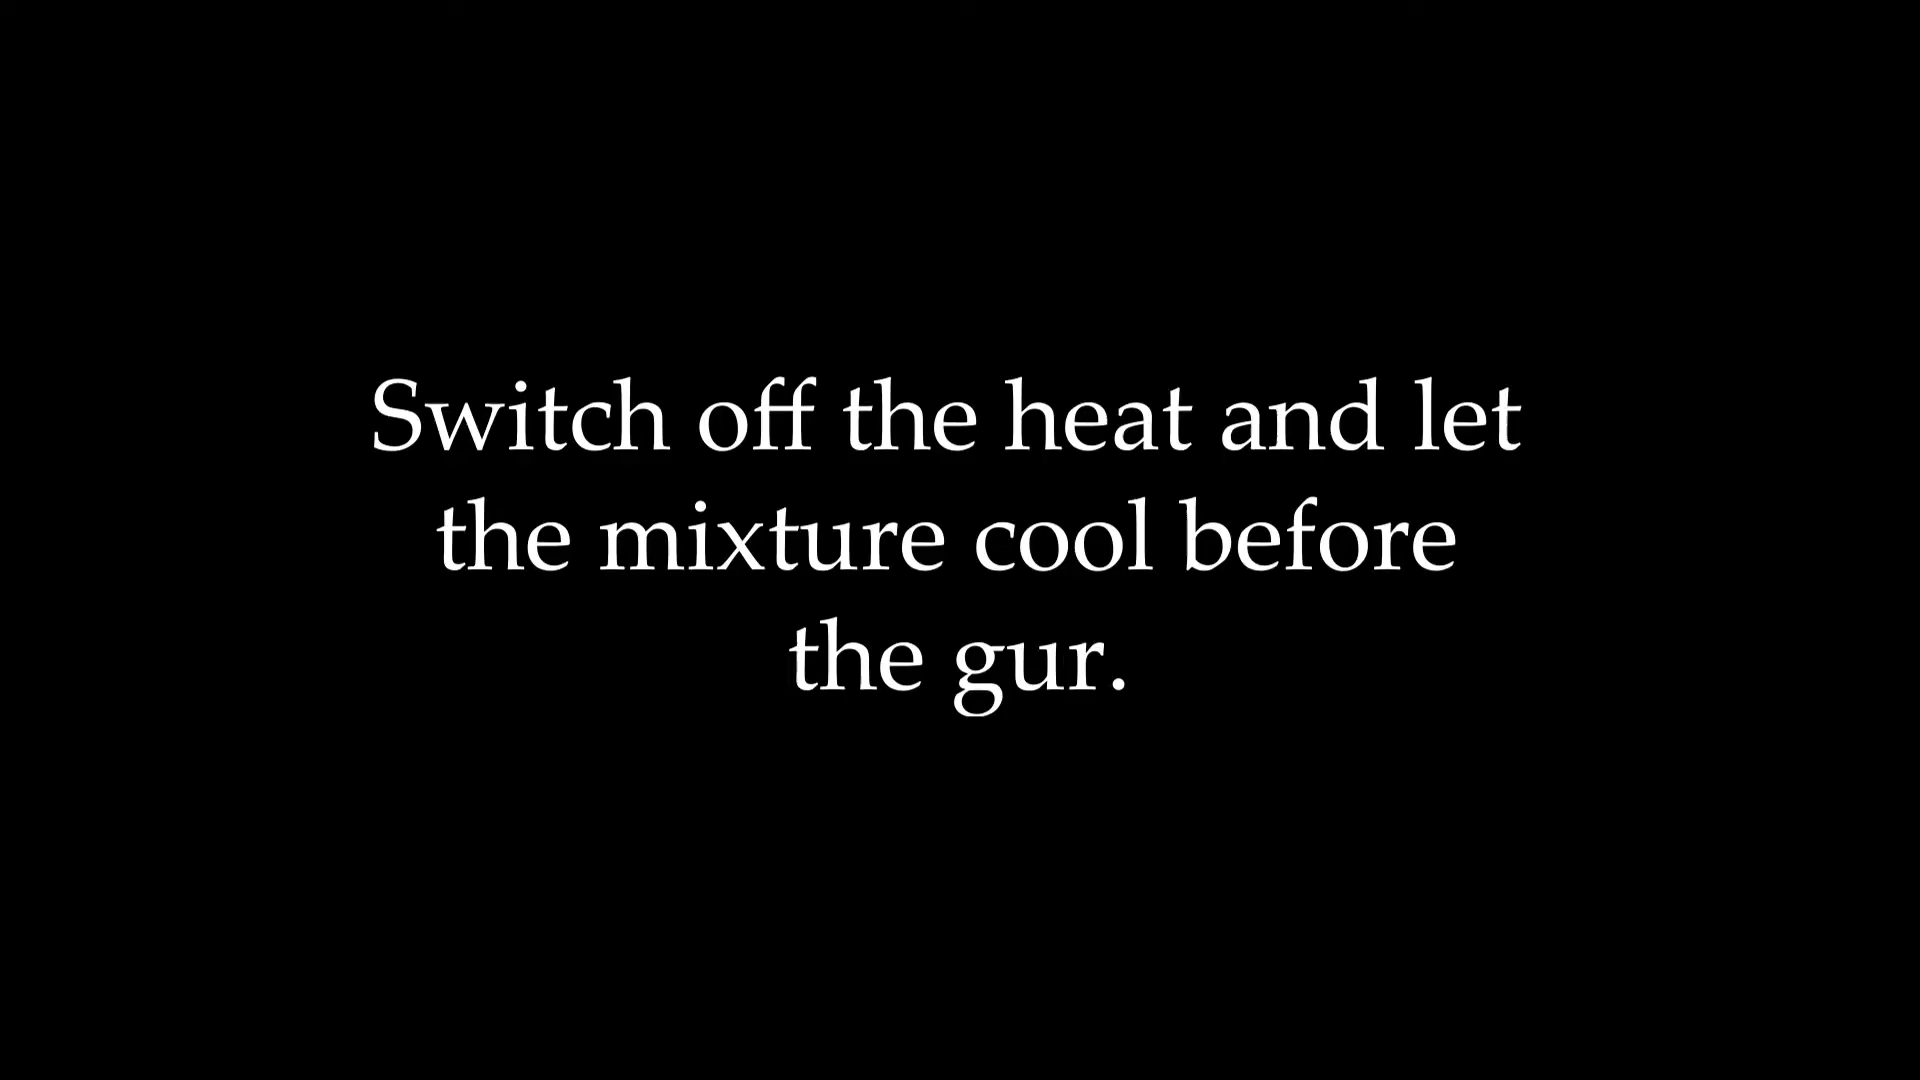 Switch off the heat and let
the mixture cool before
the gur.